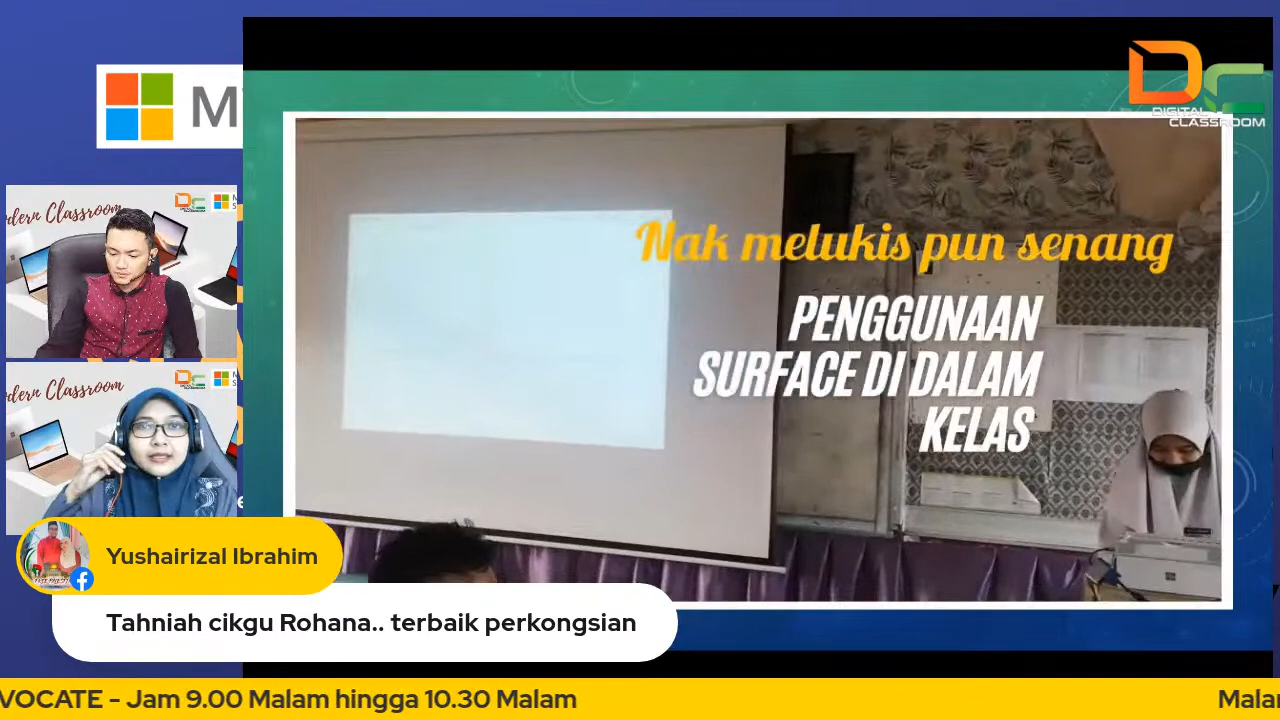 DIGITAL
CLASSROOM
Modern Classroom
Nak melukis pun senang
PENGGUNAAN
SURFACE DI DALAM
KELAS
Modern Classroom
Yushairizal Ibrahim
Tahniah cikgu Rohana.. terbaik perkongsian
VOCATE - Jam 9.00 Malam hingga 10.30 Malam